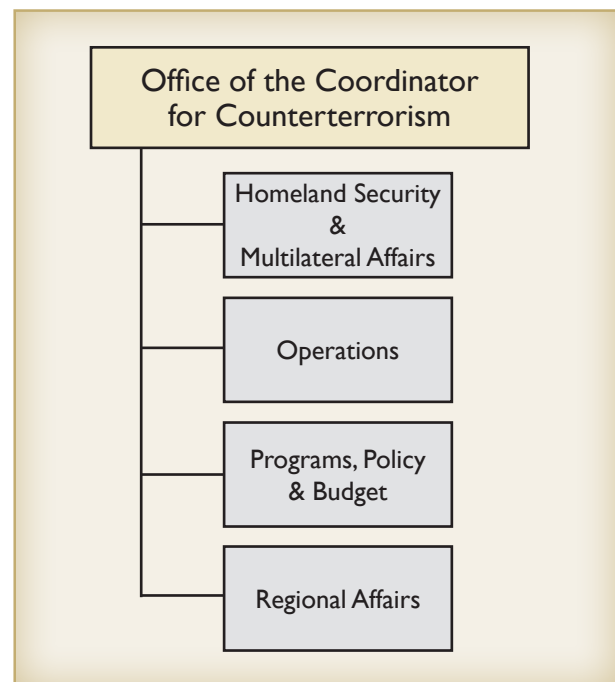 Office of the Coordinator
for Counterterrorism
Homeland Security
&
Multilateral Affairs
Operations
Programs, Policy
& Budget
Regional Affairs